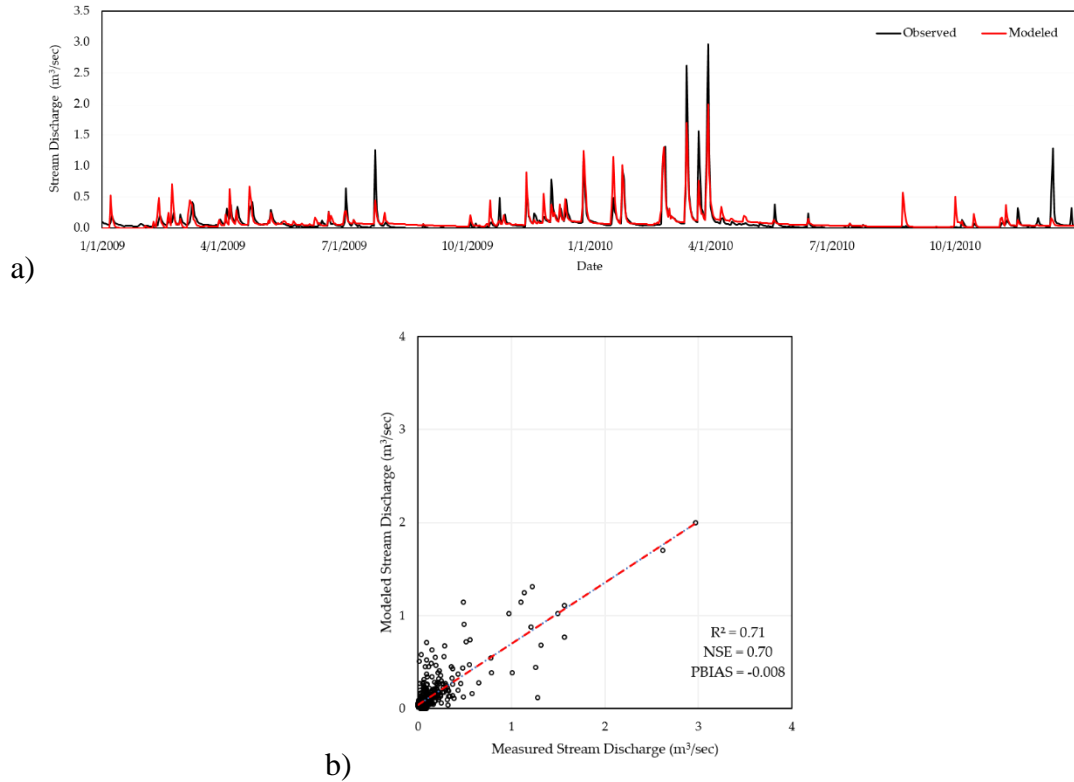 3.5
Observed Modeled
3.0
2.5
2.0
1.5
1.0
0.5
0.0
Stream Discharge (m³/sec)
1/1/2009 4/1/2009 7/1/2009 10/1/2009 1/1/2010 4/1/2010 7/1/2010 10/1/2010
Date
a)
4
3
2
1
0
Modeled Stream Discharge (m³/sec)
R² = 0.71
NSE = 0.70
PBIAS = -0.008
0 1 2 3 4
Measured Stream Discharge (m³/sec)
b)